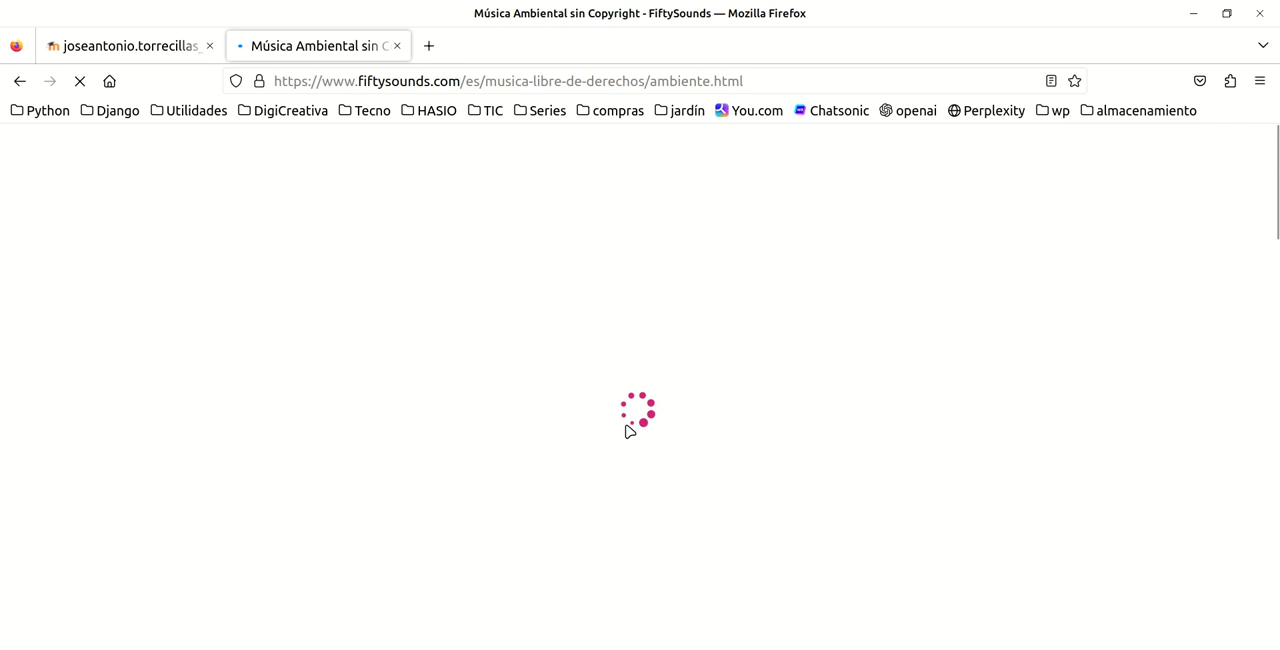 Música Ambiental sin Copyright - FiftySounds — Mozilla Firefox
joseantonio.torrecillas_ Música Ambiental sin C
https://www.fiftysounds.com/es/musica-libre-de-derechos/ambiente.html
Python Django Utilidades DigiCreativa Tecno HASIO TIC Series compras jardín You.com Chatsonic openai Perplexity wp almacenamiento